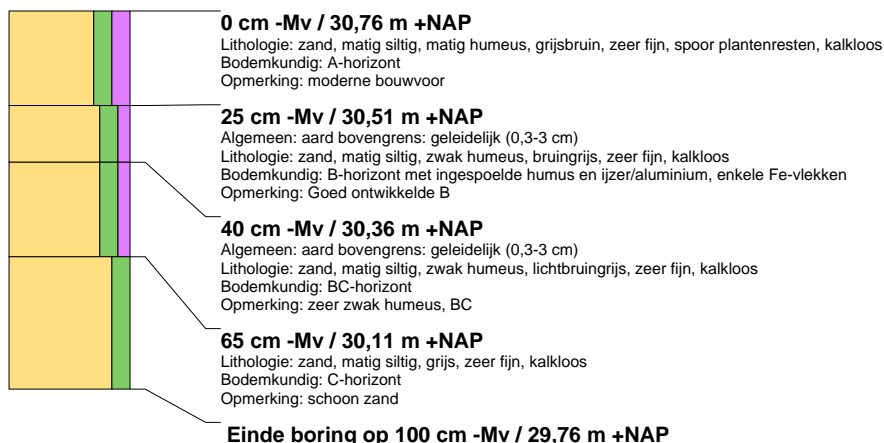 0 cm -Mv / 30,76 m +NAP
Lithologie: zand, matig siltig, matig humeus, grijsbruin, zeer fijn, spoor plantenresten, kalkloos
Bodemkundig: A-horizont
Opmerking: moderne bouwvoor
25 cm -Mv / 30,51 m +NAP
Algemeen: aard bovengrens: geleidelijk (0,3-3 cm)
Lithologie: zand, matig siltig, zwak humeus, bruingrijs, zeer fijn, kalkloos
Bodemkundig: B-horizont met ingespoelde humus en ijzer/aluminium, enkele Fe-vlekken
Opmerking: Goed ontwikkelde B
40 cm -Mv / 30,36 m +NAP
Algemeen: aard bovengrens: geleidelijk (0,3-3 cm)
Lithologie: zand, matig siltig, zwak humeus, lichtbruingrijs, zeer fijn, kalkloos
Bodemkundig: BC-horizont
Opmerking: zeer zwak humeus, BC
65 cm -Mv / 30,11 m +NAP
Lithologie: zand, matig siltig, grijs, zeer fijn, kalkloos
Bodemkundig: C-horizont
Opmerking: schoon zand
Einde boring op 100 cm -Mv / 29,76 m +NAP